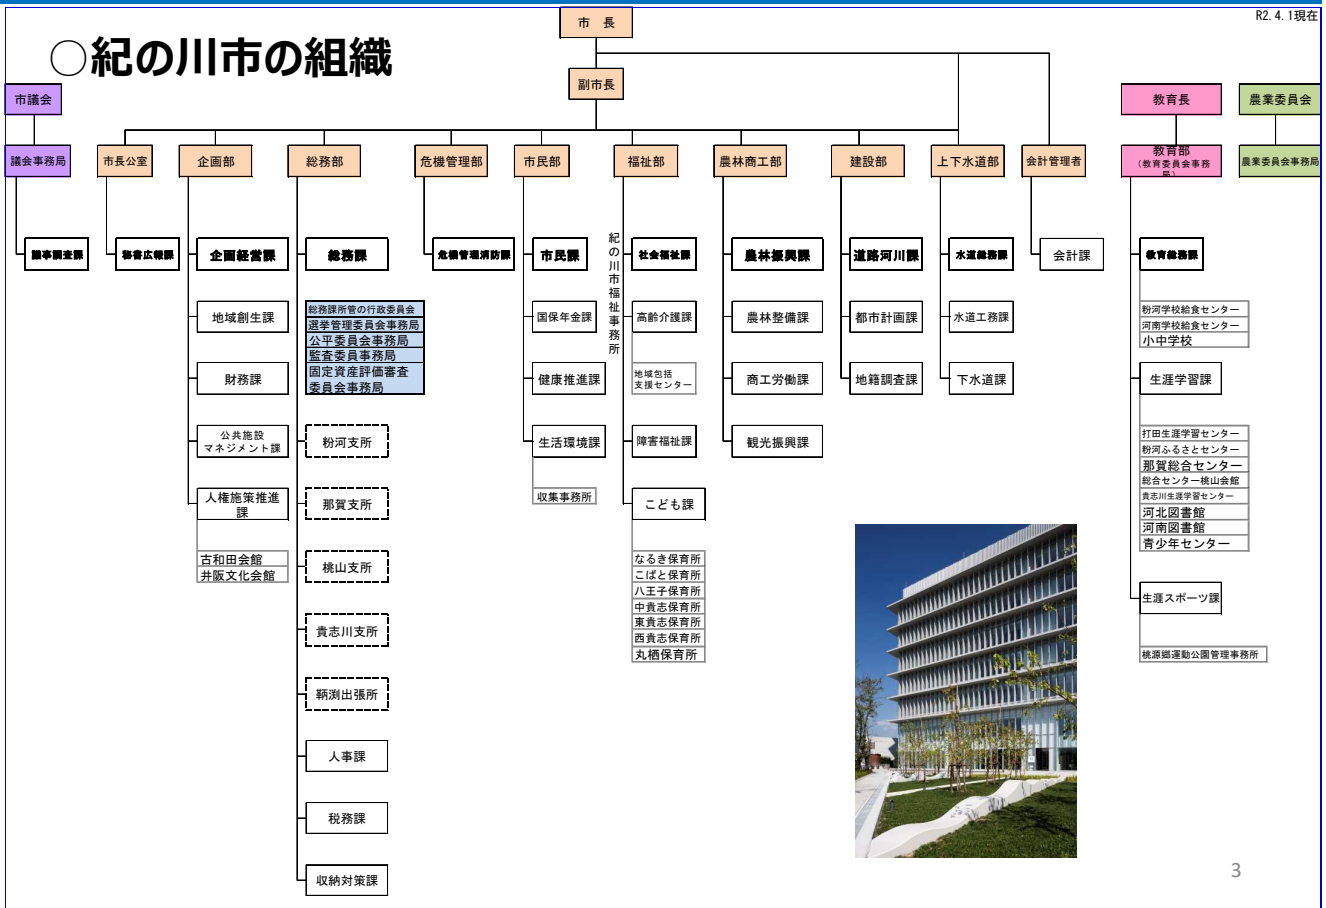 R2.4.1現在
○紀の川市の組織
市　長
副市長
市議会
教育長
農業委員会
議会事務局
市長公室
企画部
総務部
危機管理部
市民部
福祉部
農林商工部
建設部
上下水道部
会計管理者
教育部
（教育委員会事務
局）
農業委員会事務局
議事調査課
秘書広報課
企画経営課
地域創生課
財務課
公共施設
マネジメント課
人権施策推進
課
古和田会館
井阪文化会館
総務課
総務課所管の行政委員会
選挙管理委員会事務局
公平委員会事務局
監査委員事務局
固定資産評価審査
委員会事務局
粉河支所
那賀支所
桃山支所
貴志川支所
鞆渕出張所
人事課
税務課
収納対策課
危機管理消防課
市民課
国保年金課
健康推進課
生活環境課
収集事務所
紀の川市福祉事務所
社会福祉課
高齢介護課
地域包括
支援センター
障害福祉課
こども課
なるき保育所
こばと保育所
八王子保育所
中貴志保育所
東貴志保育所
西貴志保育所
丸栖保育所
農林振興課
農林整備課
商工労働課
観光振興課
道路河川課
都市計画課
地籍調査課
水道総務課
水道工務課
下水道課
会計課
教育総務課
粉河学校給食センター
河南学校給食センター
小中学校
生涯学習課
打田生涯学習センター
粉河ふるさとセンター
那賀総合センター
総合センター桃山会館
貴志川生涯学習センター
河北図書館
河南図書館
青少年センター
生涯スポーツ課
桃源郷運動公園管理事務所
3